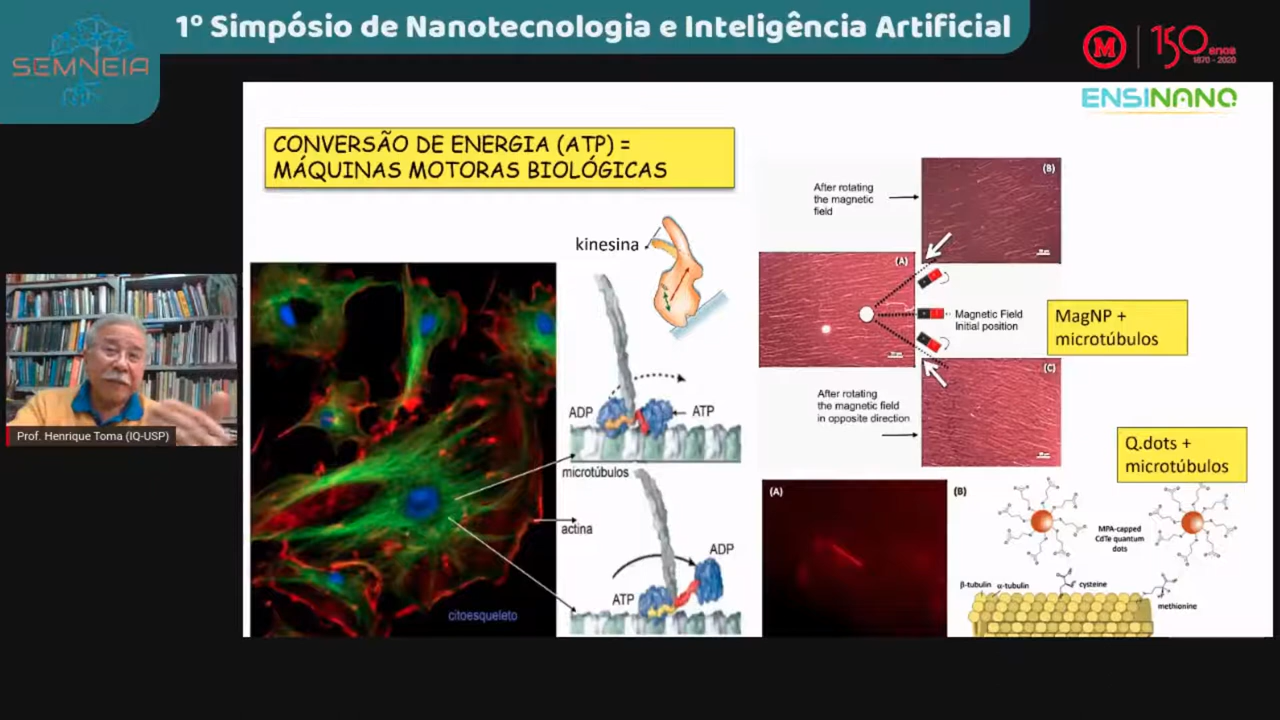 1º Simpósio de Nanotecnologia e Inteligência Artificial
SEMNEIA
M
150 anos
1870 - 2020
ENSINANO
CONVERSÃO DE ENERGIA (ATP) =
MÁQUINAS MOTORAS BIOLÓGICAS
kinesina
ADP
ATP
microtúbulos
actina
ADP
ATP
citoesqueleto
After rotating
the magnetic
field
(B)
(A)
Magnetic Field
Initial position
MagNP +
microtúbulos
After rotating
the magnetic field
in opposite direction
(C)
Q.dots +
microtúbulos
(A)
(B)
MPA-capped
CdTe quantum
dots
β-tubulin
α-tubulin
cysteine
methionine
Prof. Henrique Toma (IQ-USP)